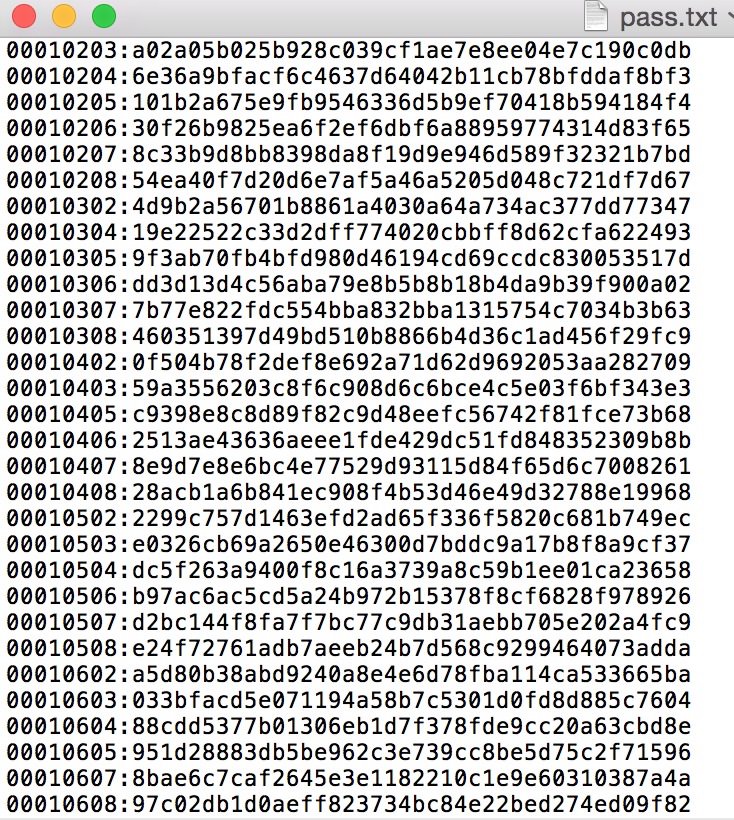 pass.txt
00010203:a02a05b025b928c039cf1ae7e8ee04e7c190c0db
00010204:6e36a9bfacf6c4637d64042b11cb78bfddaf8bf3
00010205:101b2a675e9fb9546336d5b9ef70418b594184f4
00010206:30f26b9825ea6f2ef6dbf6a88959774314d83f65
00010207:8c33b9d8bb8398da8f19d9e946d589f32321b7bd
00010208:54ea40f7d20d6e7af5a46a5205d048c721df7d67
00010302:4d9b2a56701b8861a4030a64a734ac377dd77347
00010304:19e22522c33d2dff774020cbbff8d62cfa622493
00010305:9f3ab70fb4bfd980d46194cd69ccdc830053517d
00010306:dd3d13d4c56aba79e8b5b8b18b4da9b39f900a02
00010307:7b77e822fdc554bba832bba1315754c7034b3b63
00010308:460351397d49bd510b8866b4d36c1ad456f29fc9
00010402:0f504b78f2def8e692a71d62d9692053aa282709
00010403:59a3556203c8f6c908d6c6bce4c5e03f6bf343e3
00010405:c9398e8c8d89f82c9d48eefc56742f81fce73b68
00010406:2513ae43636aeee1fde429dc51fd848352309b8b
00010407:8e9d7e8e6bc4e77529d93115d84f65d6c7008261
00010408:28acb1a6b841ec908f4b53d46e49d32788e19968
00010502:2299c757d1463efd2ad65f336f5820c681b749ec
00010503:e0326cb69a2650e46300d7bddc9a17b8f8a9cf37
00010504:dc5f263a9400f8c16a3739a8c59b1ee01ca23658
00010506:b97ac6ac5cd5a24b972b15378f8cf6828f978926
00010507:d2bc144f8fa7f7bc77c9db31aebb705e202a4fc9
00010508:e24f72761adb7aeeb24b7d568c9299464073adda
00010602:a5d80b38abd9240a8e4e6d78fba114ca533665ba
00010603:033bfacd5e071194a58b7c5301d0fd8d885c7604
00010604:88cdd5377b01306eb1d7f378fde9cc20a63cbd8e
00010605:951d28883db5be962c3e739cc8be5d75c2f71596
00010607:8bae6c7caf2645e3e1182210c1e9e60310387a4a
00010608:97c02db1d0aeff823734bc84e22bed274ed09f82